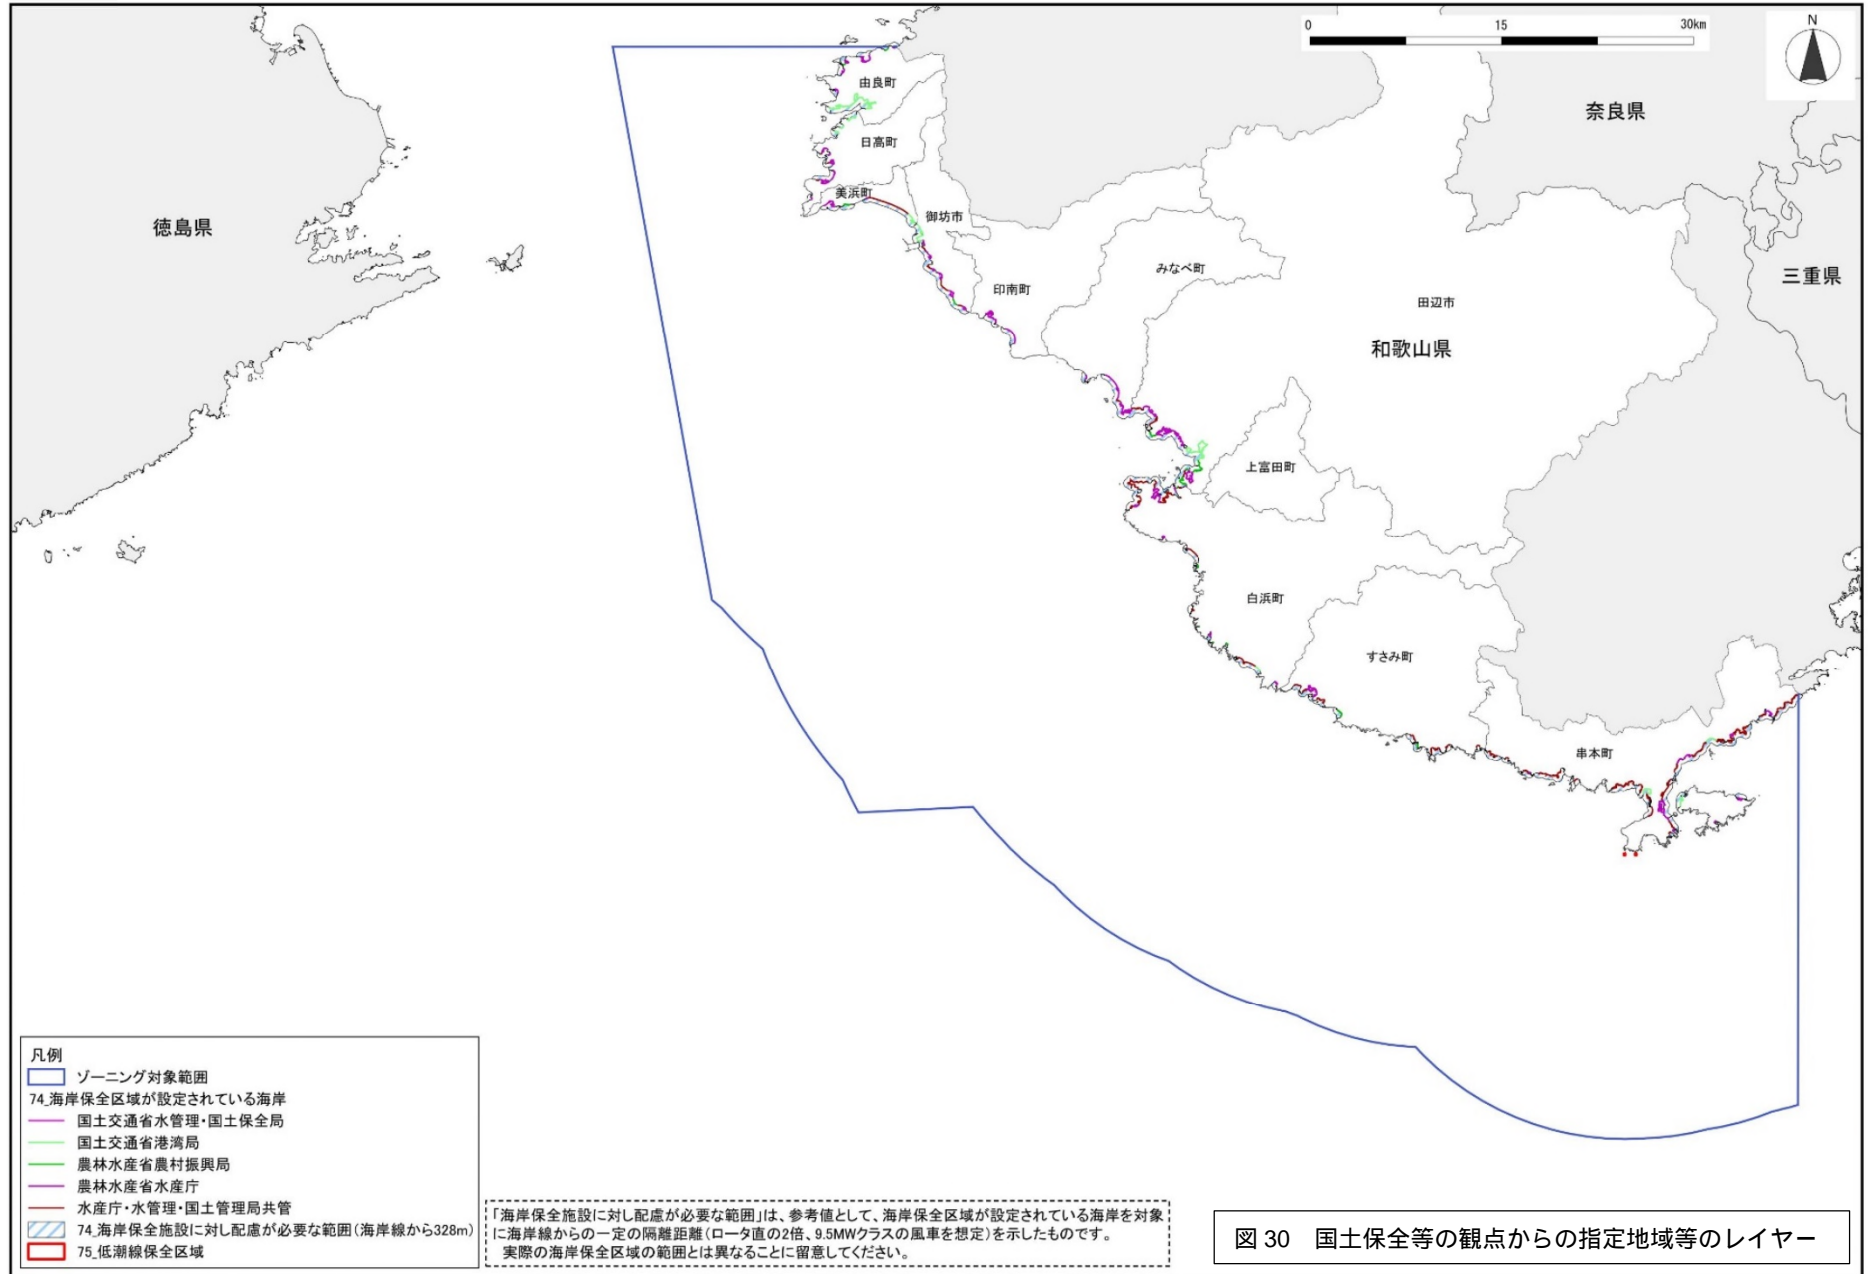 0 15 30km
N
奈良県
由良町
日高町
美浜町
御坊市
徳島県
みなべ町
三重県
印南町
田辺市
和歌山県
上富田町
白浜町
すさみ町
串本町
凡例
ゾーニング対象範囲
74_海岸保全区域が設定されている海岸
国土交通省水管理・国土保全局
国土交通省港湾局
農林水産省農村振興局
農林水産省水産庁
水産庁・水管理・国土管理局共管
74_海岸保全施設に対し配慮が必要な範囲(海岸線から328m)
75_低潮線保全区域
「海岸保全施設に対し配慮が必要な範囲」は、参考値として、海岸保全区域が設定されている海岸を対象
に海岸線からの一定の隔離距離(ロータ直の2倍、9.5MWクラスの風車を想定)を示したものです。
実際の海岸保全区域の範囲とは異なることに留意してください。
図 30 国土保全等の観点からの指定地域等のレイヤー